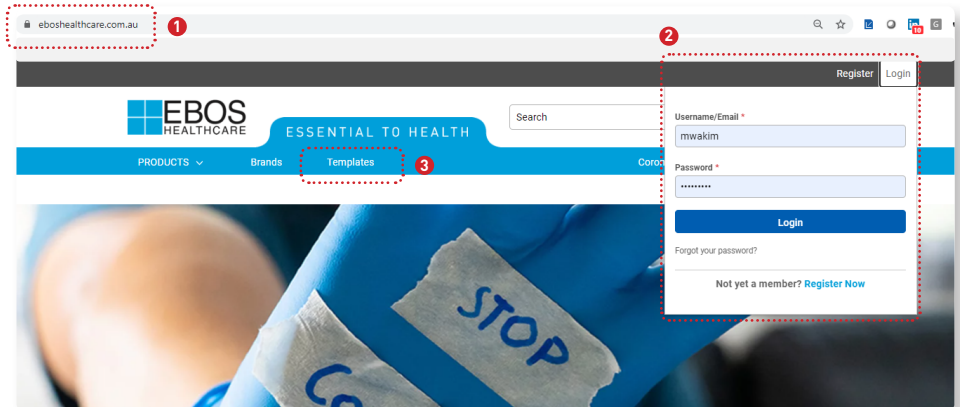 eboshealthcare.com.au
1
10
G
2
Register Login
EBOS
HEALTHCARE
ESSENTIAL TO HEALTH
Search
Username/Email *
mwakim
PRODUCTS Brands Templates
3
Password *
•••••••••
Login
Forgot your password?
Not yet a member? Register Now
STOP